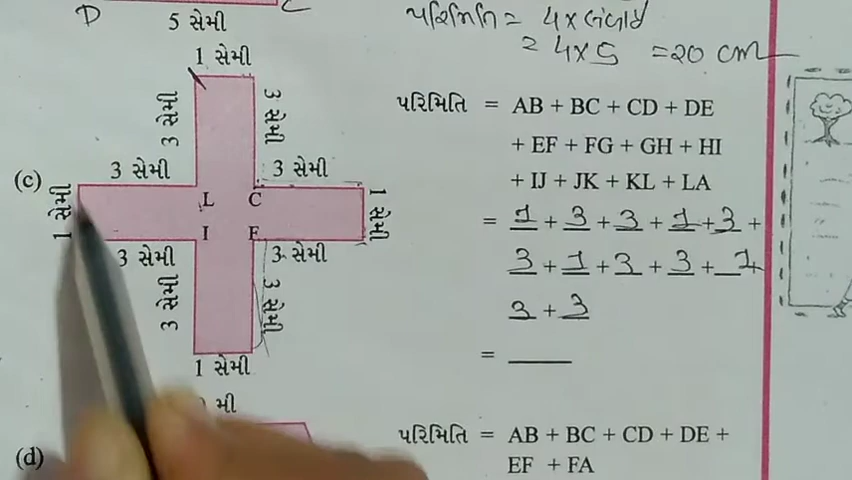 D
5 સેમી
પરિમિતિ = 4 x લંબાઈ
= 4 x 5 = 20 cm
1 સેમી
3 સેમી
3 સેમી
પરિમિતિ = AB + BC + CD + DE
+ EF + FG + GH + HI
+ IJ + JK + KL + LA
3 સેમી
3 સેમી
(c)
1 સેમી
L
C
1 સેમી
= 1 + 3 + 3 + 1 + 3 +
I
F
3 સેમી
3 સેમી
3 + 1 + 3 + 3 + 1 +
3 સેમી
3 સેમી
3 + 3
1 સેમી
=
મી
(d)
પરિમિતિ = AB + BC + CD + DE +
EF + FA